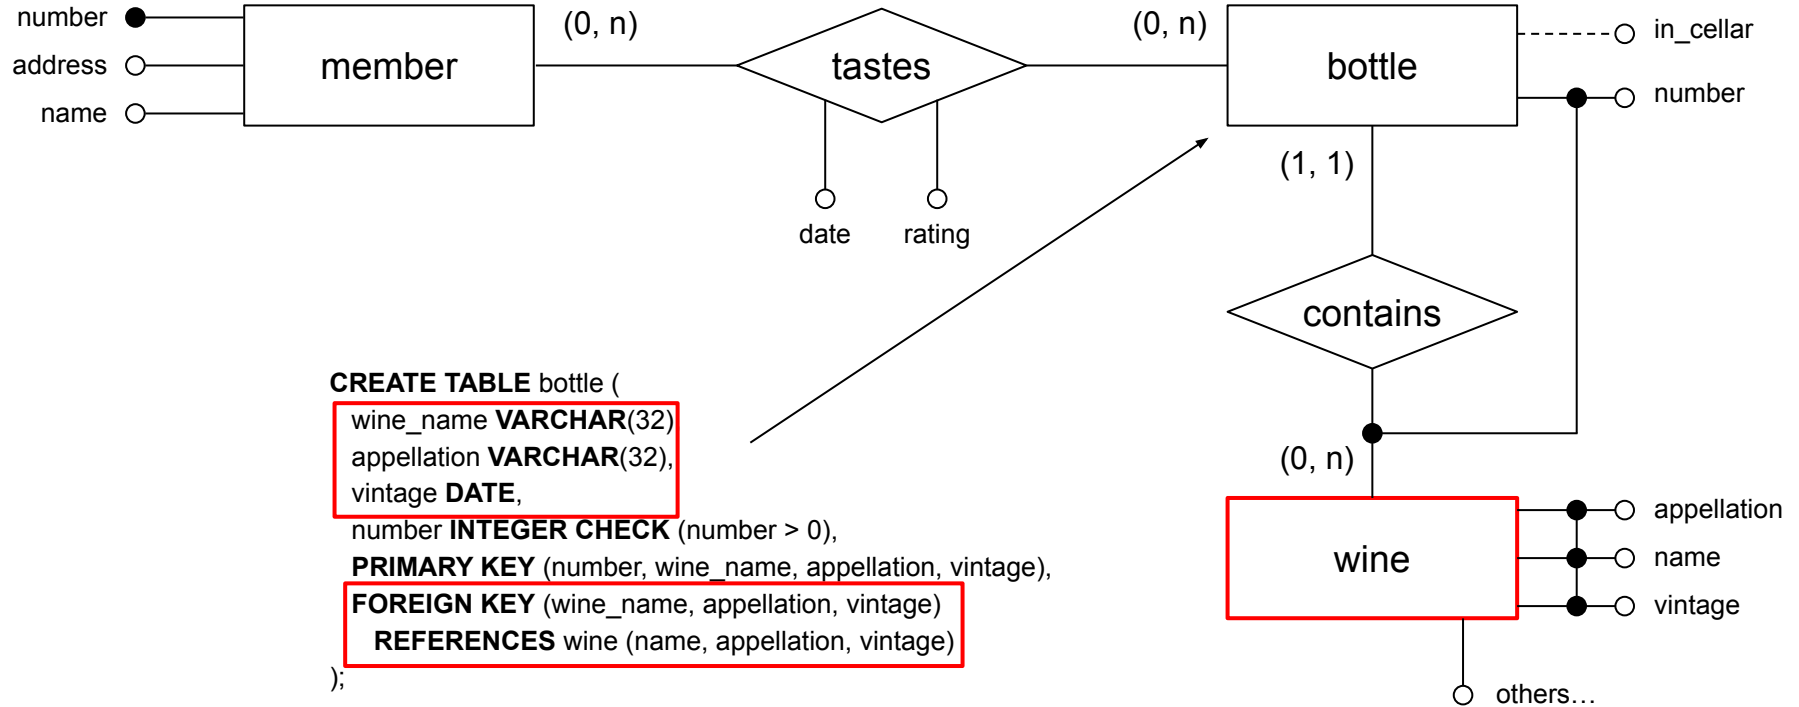 number
address
name
member
(0, n)
tastes
date
rating
(0, n)
bottle
in_cellar
number
(1, 1)
contains
(0, n)
wine
appellation
name
vintage
others…
CREATE TABLE bottle (
wine_name VARCHAR(32)
appellation VARCHAR(32),
vintage DATE,
number INTEGER CHECK (number > 0),
PRIMARY KEY (number, wine_name, appellation, vintage),
FOREIGN KEY (wine_name, appellation, vintage)
REFERENCES wine (name, appellation, vintage)
);